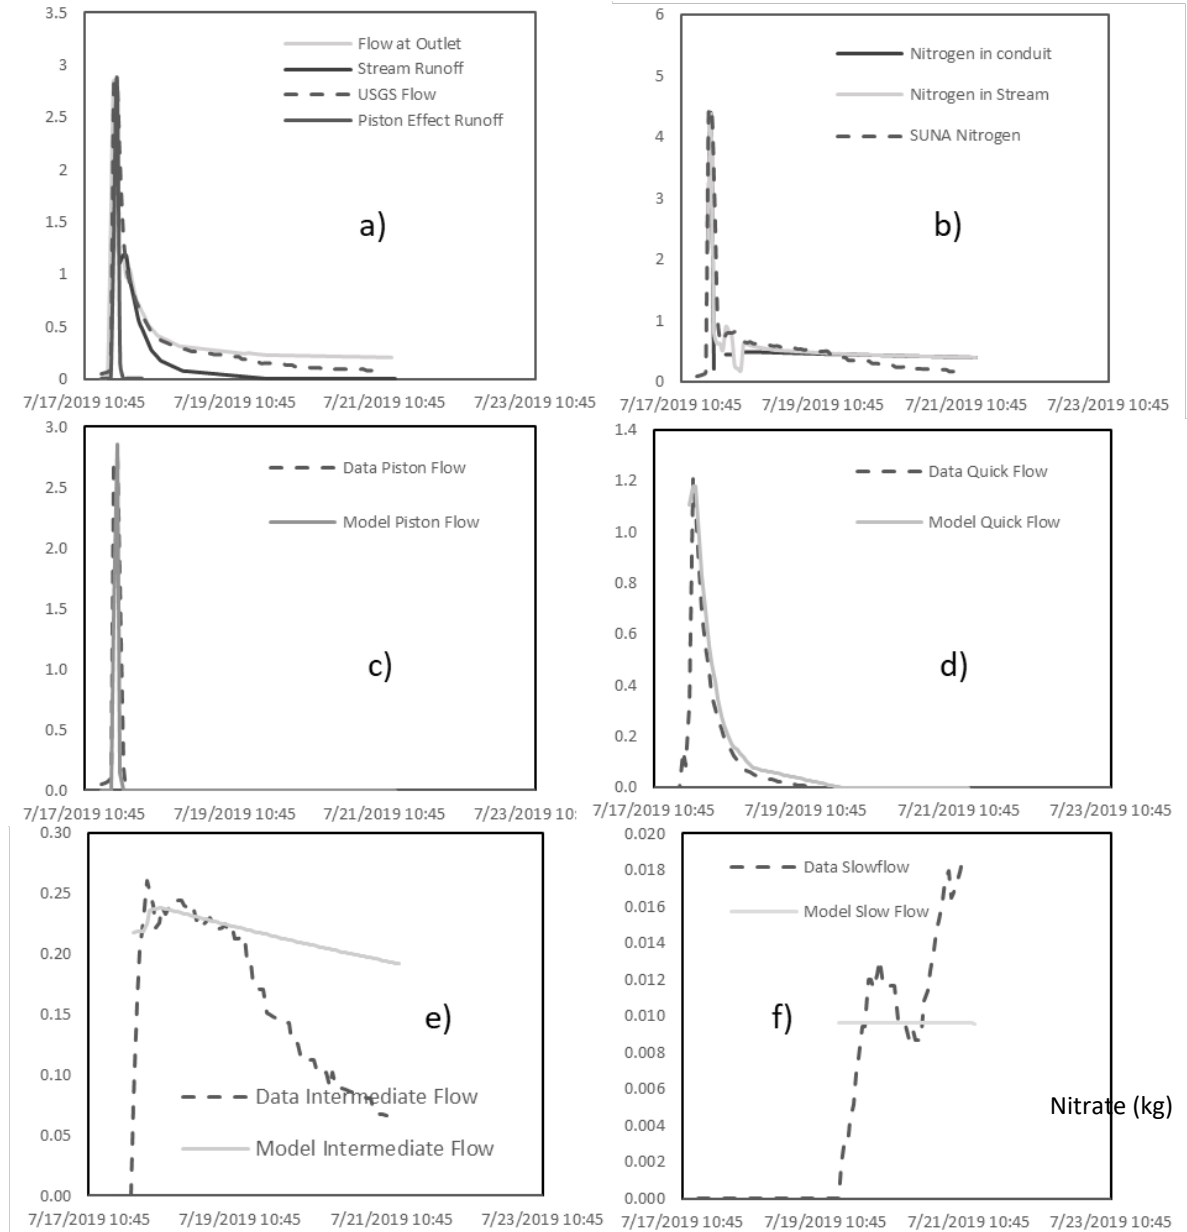 3.5
3
2.5
2
1.5
1
0.5
0
Flow at Outlet
Stream Runoff
USGS Flow
Piston Effect Runoff
a)
7/17/2019 10:45 7/19/2019 10:45 7/21/2019 10:45 7/23/2019 10:45
6
5
4
3
2
1
0
Nitrogen in conduit
Nitrogen in Stream
SUNA Nitrogen
b)
7/17/2019 10:45 7/19/2019 10:45 7/21/2019 10:45 7/23/2019 10:45
3.0
2.5
2.0
1.5
1.0
0.5
0.0
Data Piston Flow
Model Piston Flow
c)
7/17/2019 10:45 7/19/2019 10:45 7/21/2019 10:45 7/23/2019 10:
1.4
1.2
1.0
0.8
0.6
0.4
0.2
0.0
Data Quick Flow
Model Quick Flow
d)
7/17/2019 10:45 7/19/2019 10:45 7/21/2019 10:45 7/23/2019 10:45
0.30
0.25
0.20
0.15
0.10
0.05
0.00
e)
Data Intermediate Flow
Model Intermediate Flow
7/17/2019 10:45 7/19/2019 10:45 7/21/2019 10:45 7/23/2019 10:45
0.020
0.018
0.016
0.014
0.012
0.010
0.008
0.006
0.004
0.002
0.000
Data Slowflow
Model Slow Flow
f)
Nitrate (kg)
7/17/2019 10:45 7/19/2019 10:45 7/21/2019 10:45 7/23/2019 10:45